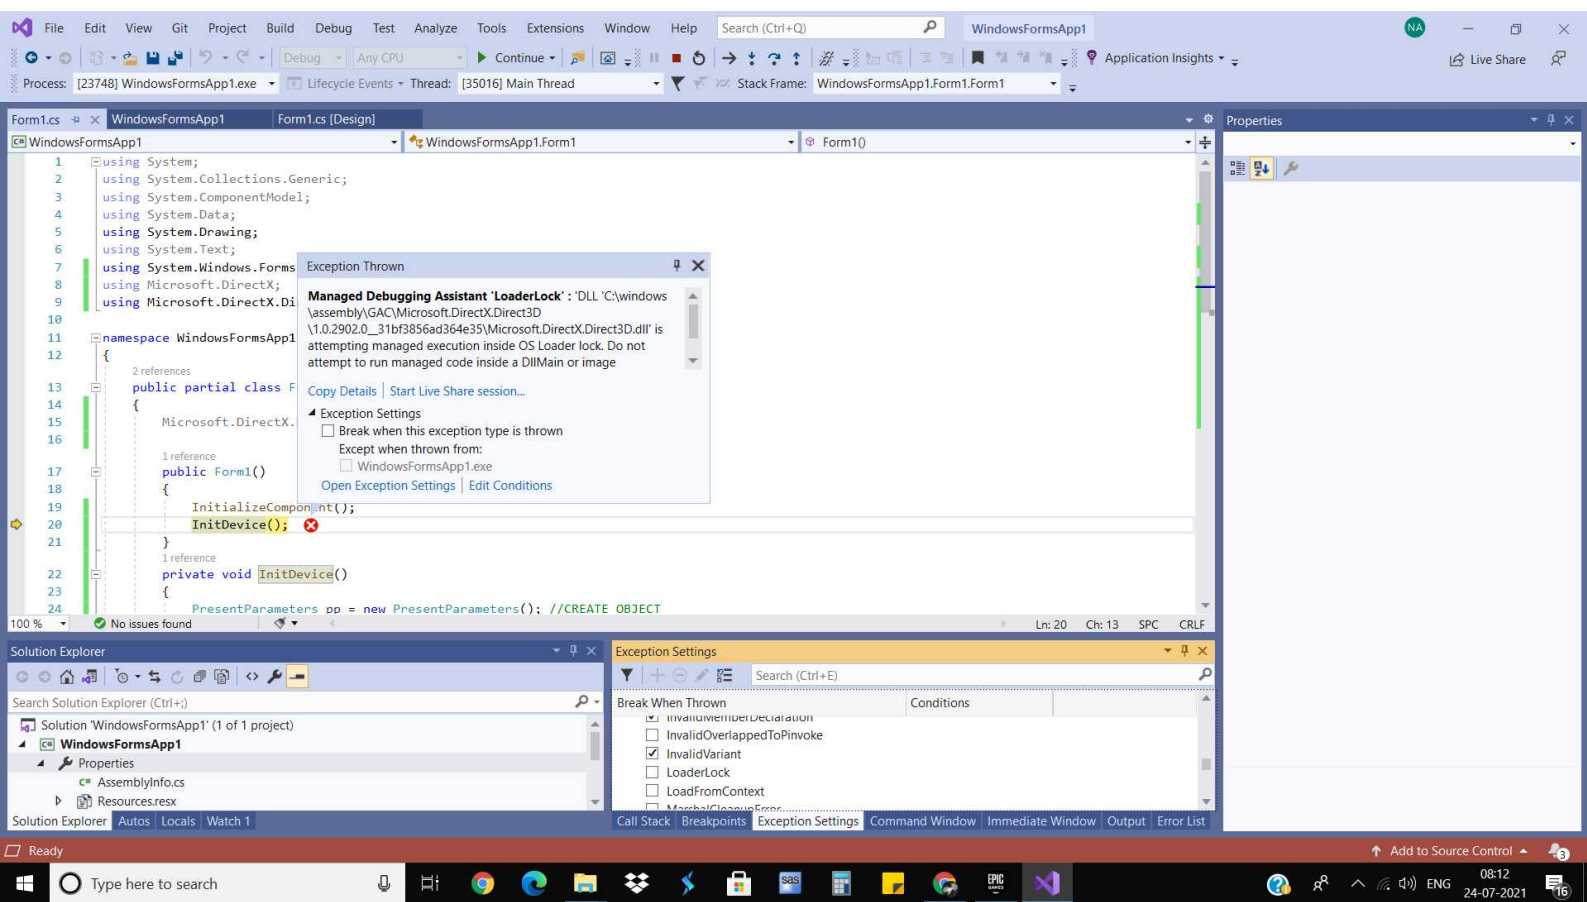 File Edit View Git Project Build Debug Test Analyze Tools Extensions Window Help Search (Ctrl+Q) WindowsFormsApp1 NA
Debug Any CPU Continue Application Insights Live Share
Process: [23748] WindowsFormsApp1.exe Lifecycle Events Thread: [35016] Main Thread Stack Frame: WindowsFormsApp1.Form1.Form1
Form1.cs WindowsFormsApp1 Form1.cs [Design] Properties
C# WindowsFormsApp1 WindowsFormsApp1.Form1 Form1()
1 using System;
2 using System.Collections.Generic;
3 using System.ComponentModel;
4 using System.Data;
5 using System.Drawing;
6 using System.Text;
7 using System.Windows.Forms
8 using Microsoft.DirectX;
9 using Microsoft.DirectX.Di
10
11 namespace WindowsFormsApp1
12 {
2 references
13 public partial class F
14 {
15 Microsoft.DirectX.
16
1 reference
17 public Form1()
18 {
19 InitializeComponent();
20 InitDevice();
21 }
1 reference
22 private void InitDevice()
23 {
24 PresentParameters pp = new PresentParameters(); //CREATE OBJECT
Exception Thrown
Managed Debugging Assistant 'LoaderLock' : 'DLL 'C:\windows
\assembly\GAC\Microsoft.DirectX.Direct3D
\1.0.2902.0__31bf3856ad364e35\Microsoft.DirectX.Direct3D.dll' is
attempting managed execution inside OS Loader lock. Do not
attempt to run managed code inside a DllMain or image
Copy Details | Start Live Share session...
Exception Settings
Break when this exception type is thrown
Except when thrown from:
WindowsFormsApp1.exe
Open Exception Settings | Edit Conditions
100 % No issues found Ln: 20 Ch: 13 SPC CRLF
Solution Explorer
Search Solution Explorer (Ctrl+;)
Solution 'WindowsFormsApp1' (1 of 1 project)
C# WindowsFormsApp1
Properties
C# AssemblyInfo.cs
Resources.resx
Solution Explorer Autos Locals Watch 1
Exception Settings
Search (Ctrl+E)
Break When Thrown Conditions
InvalidMemberDeclaration
InvalidOverlappedToPinvoke
InvalidVariant
LoaderLock
LoadFromContext
MarshalCleanupError
Call Stack Breakpoints Exception Settings Command Window Immediate Window Output Error List
Ready Add to Source Control 3
Type here to search sas EPIC GAMES ENG 08:12
24-07-2021 16